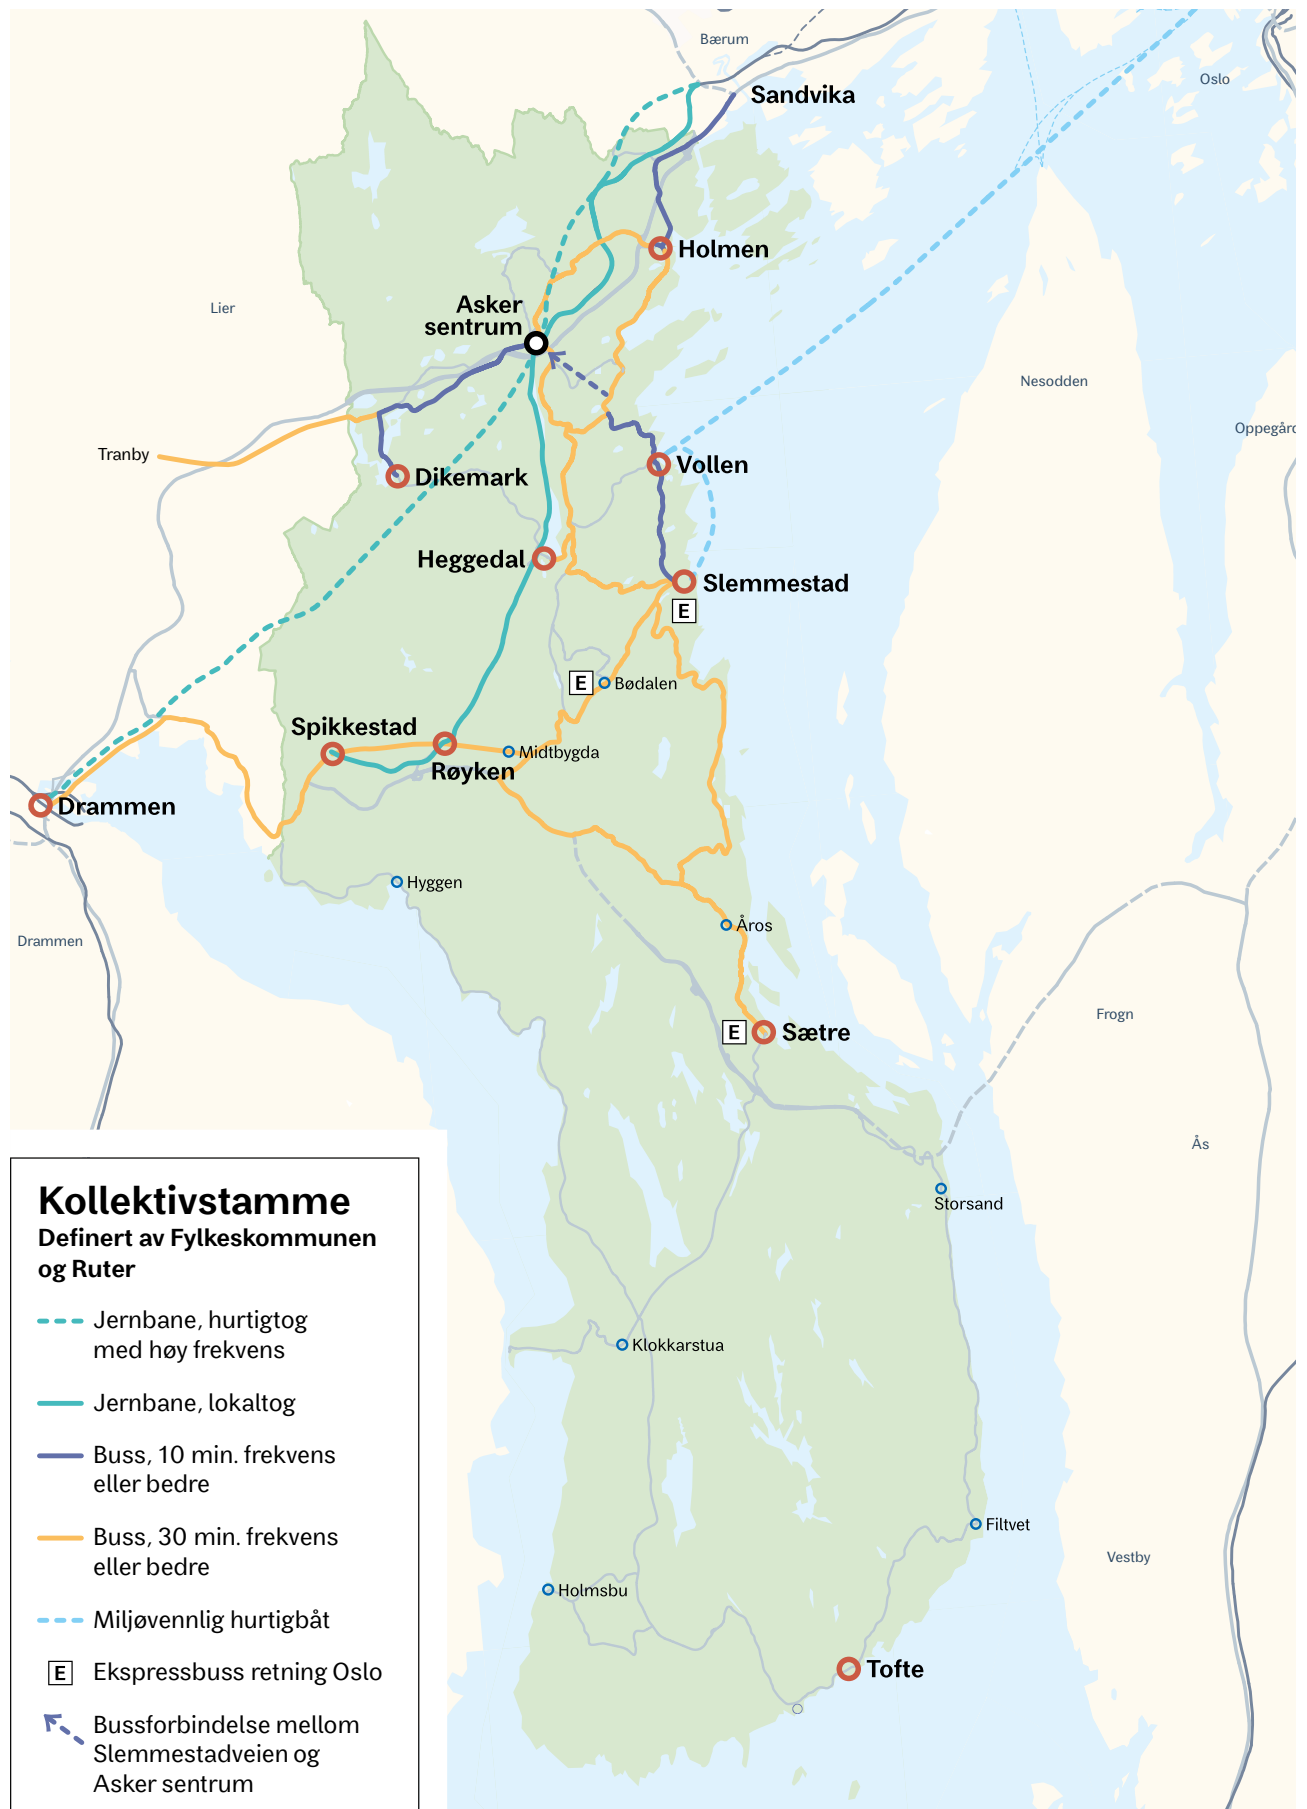 Bærum
Sandvika
Oslo
Holmen
Asker
sentrum
Lier
Nesodden
Oppegård
Tranby
Vollen
Dikemark
Heggedal
Slemmestad
E
E
Bødalen
Spikkestad
Midtbygda
Røyken
Drammen
Hyggen
Åros
Drammen
Frogn
E
Sætre
Ås
Storsand
Klokkarstua
Filtvet
Vestby
Holmsbu
Tofte
Kollektivstamme
Definert av Fylkeskommunen
og Ruter
Jernbane, hurtigtog
med høy frekvens
Jernbane, lokaltog
Buss, 10 min. frekvens
eller bedre
Buss, 30 min. frekvens
eller bedre
Miljøvennlig hurtigbåt
E Ekspressbuss retning Oslo
Bussforbindelse mellom
Slemmestadveien og
Asker sentrum